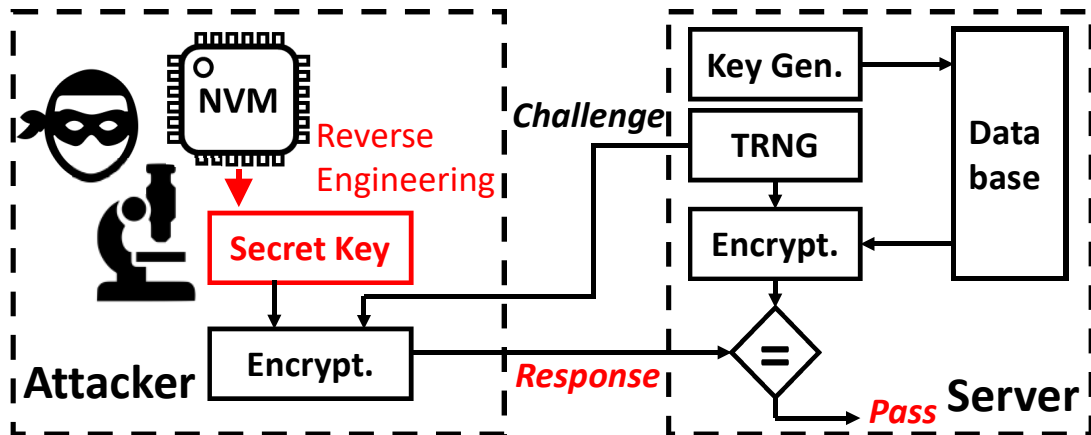 NVM
Reverse
Engineering
Secret Key
Encrypt.
Attacker
Challenge
Response
Key Gen.
TRNG
Encrypt.
=
Data
base
Pass
Server